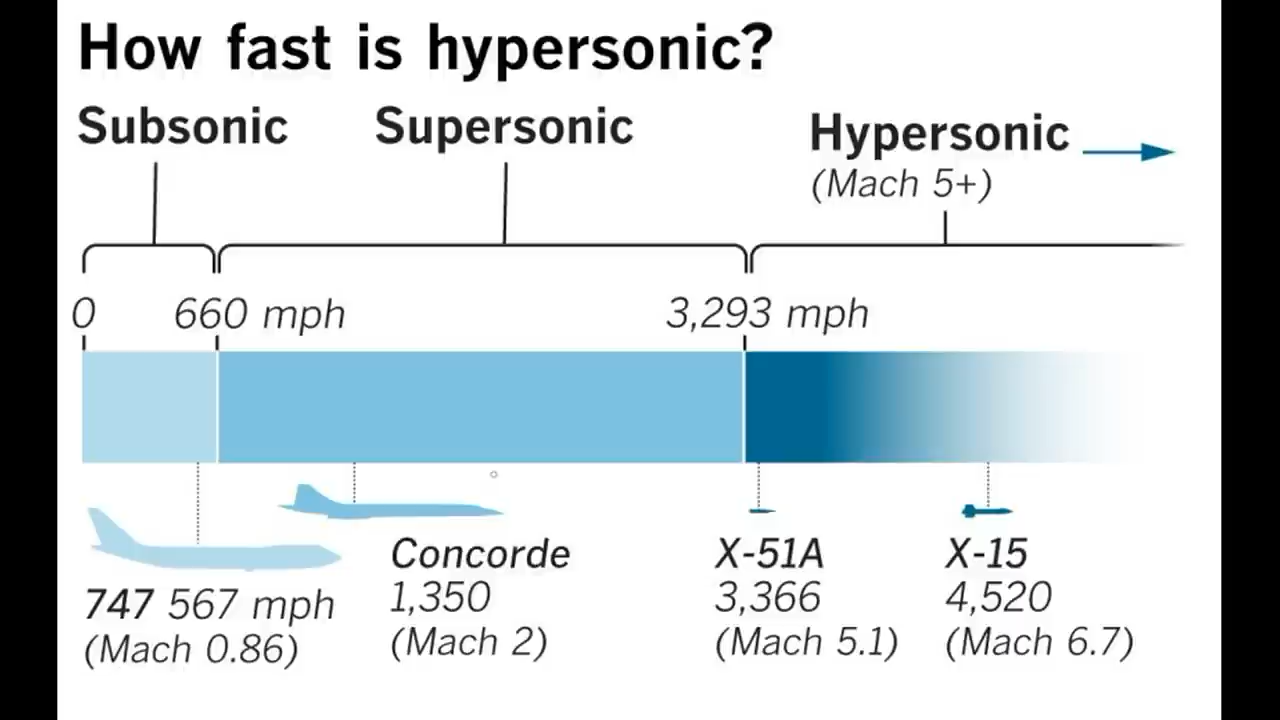 How fast is hypersonic?
Subsonic
Supersonic
Hypersonic
(Mach 5+)
0
660 mph
3,293 mph
747 567 mph
(Mach 0.86)
Concorde
1,350
(Mach 2)
X-51A
3,366
(Mach 5.1)
X-15
4,520
(Mach 6.7)